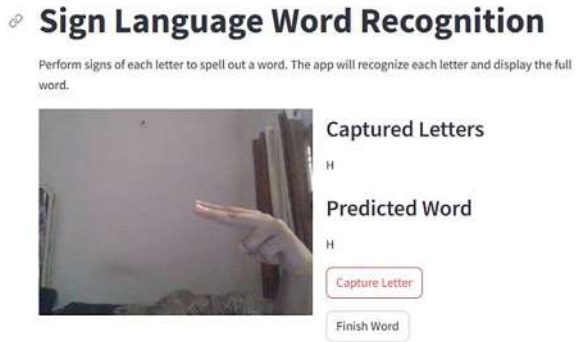 Sign Language Word Recognition
Perform signs of each letter to spell out a word. The app will recognize each letter and display the full
word.
Captured Letters
H
Predicted Word
H
Capture Letter
Finish Word